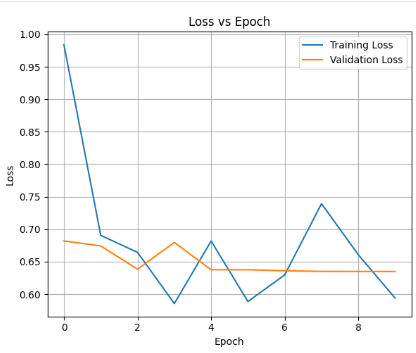 Loss vs Epoch
Training Loss
Validation Loss
1.00
0.95
0.90
0.85
0.80
0.75
0.70
0.65
0.60
Loss
0 2 4 6 8
Epoch